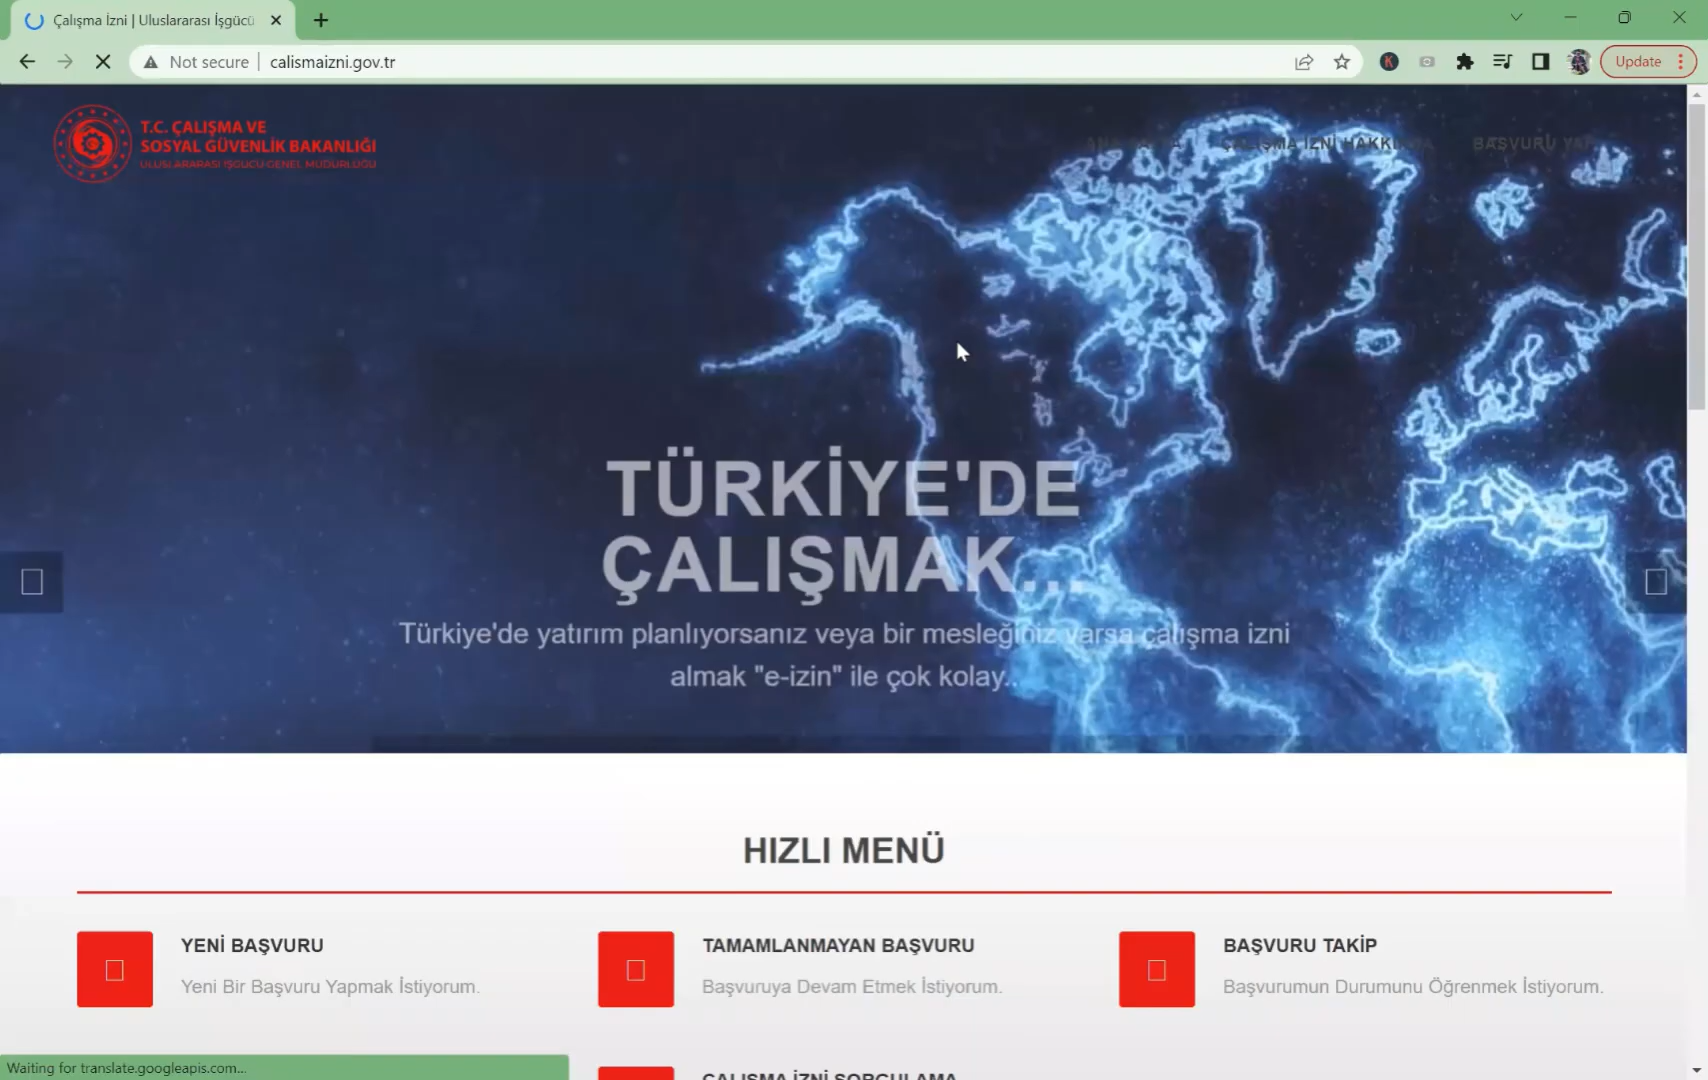 Çalışma İzni | Uluslararası İşgücü
Not secure | calismaizni.gov.tr
Update
T.C. ÇALIŞMA VE
SOSYAL GÜVENLİK BAKANLIĞI
ULUSLARARASI İŞGÜCÜ GENEL MÜDÜRLÜĞÜ
ÇALIŞMA İZNİ
BAŞVURU
TÜRKİYE'DE
ÇALIŞMAK...
Türkiye'de yatırım planlıyorsanız veya bir mesleğiniz varsa çalışma izni
almak "e-izin" ile çok kolay..
HIZLI MENÜ
YENİ BAŞVURU
Yeni Bir Başvuru Yapmak İstiyorum.
TAMAMLANMAYAN BAŞVURU
Başvuruya Devam Etmek İstiyorum.
BAŞVURU TAKİP
Başvurumun Durumunu Öğrenmek İstiyorum.
ÇALIŞMA İZNİ SORGULAMA
Waiting for translate.googleapis.com...